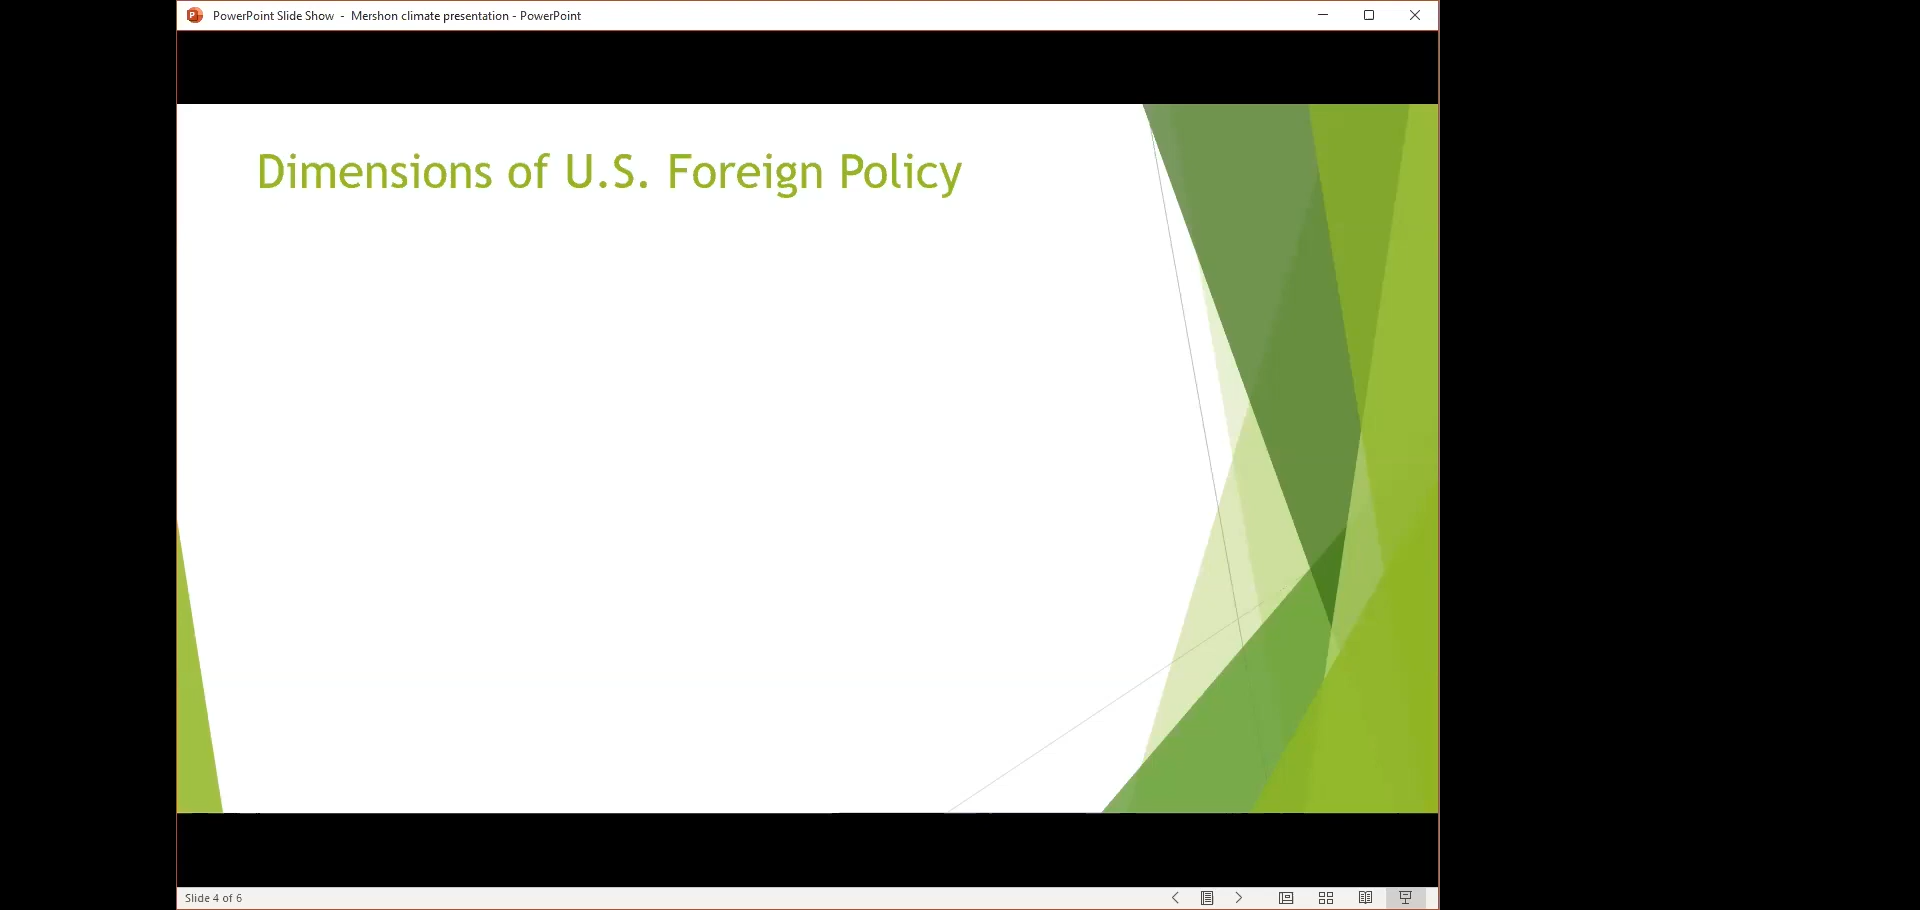 PowerPoint Slide Show - Mershon climate presentation - PowerPoint
Dimensions of U.S. Foreign Policy
Slide 4 of 6